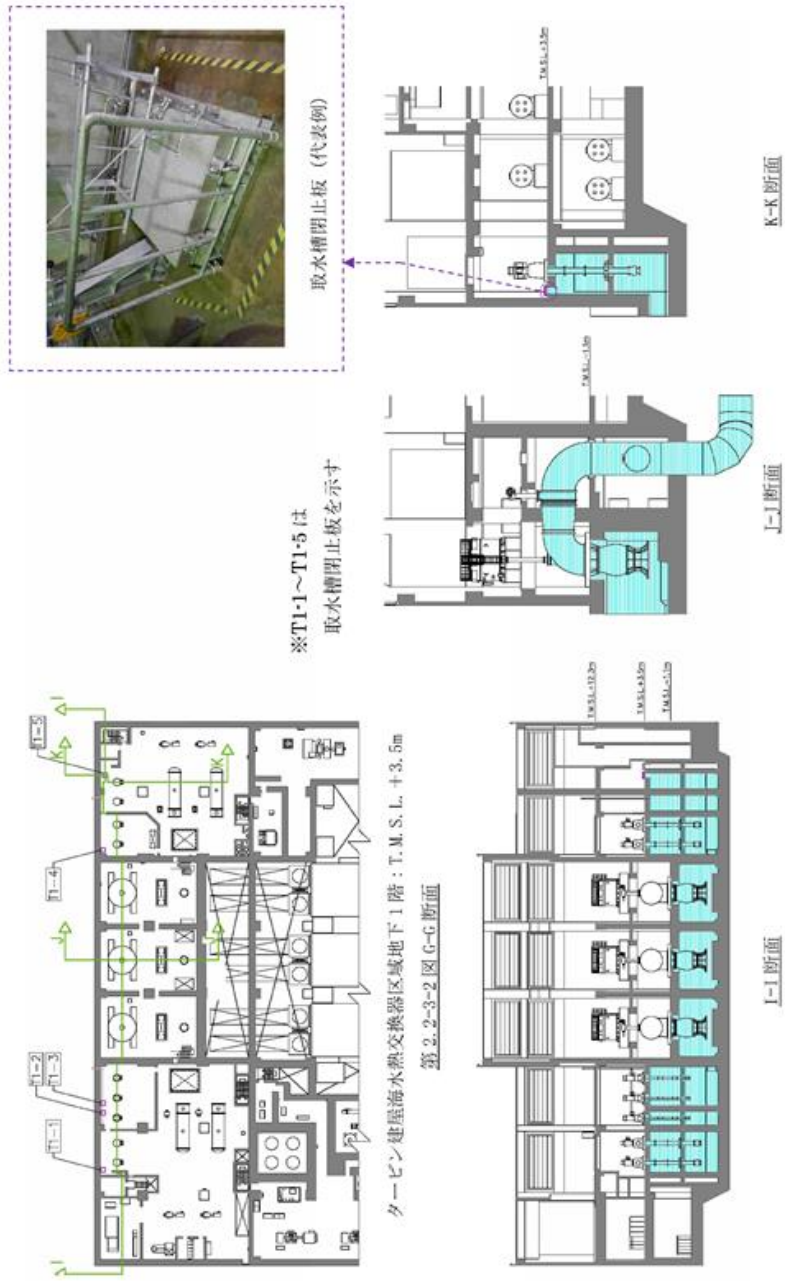 T1-1
T1-2
T1-3
T1-4
T1-5
I
I
J
J
K
K
タービン建屋海水熱交換器区域地下1階：T.M.S.L. +3.5m
第2.2-3-2図 G-G断面
※T1-1～T1-5は
取水槽閉止板を示す
取水槽閉止板（代表例）
T.M.S.L.+12.3m
T.M.S.L.+3.5m
T.M.S.L.-1.1m
I-I断面
T.M.S.L.-1.5m
J-J断面
T.M.S.L.+3.5m
K-K断面